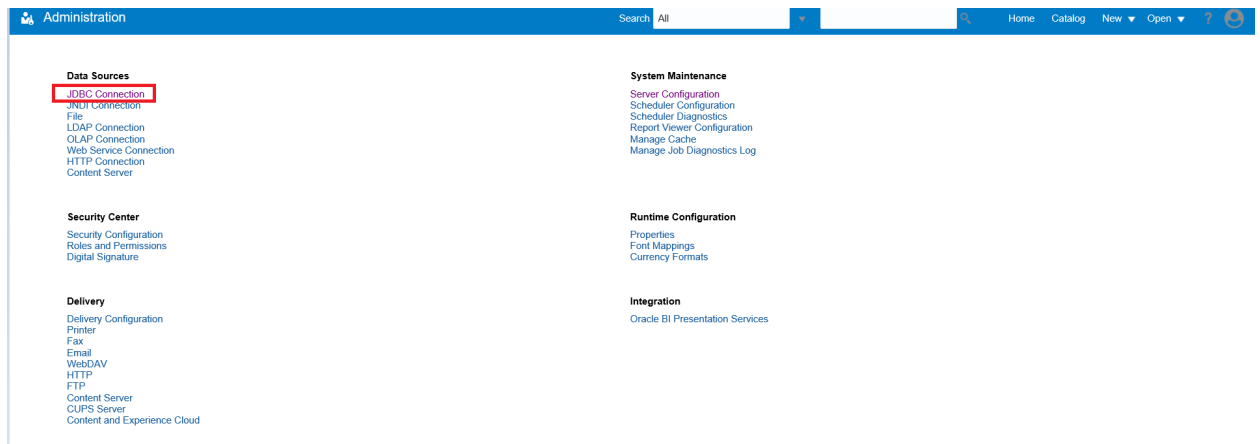 Administration
Search All
Home Catalog New Open ?
Data Sources
JDBC Connection
JNDI Connection
File
LDAP Connection
OLAP Connection
Web Service Connection
HTTP Connection
Content Server
System Maintenance
Server Configuration
Scheduler Configuration
Scheduler Diagnostics
Report Viewer Configuration
Manage Cache
Manage Job Diagnostics Log
Security Center
Security Configuration
Roles and Permissions
Digital Signature
Runtime Configuration
Properties
Font Mappings
Currency Formats
Delivery
Delivery Configuration
Printer
Fax
Email
WebDAV
HTTP
FTP
Content Server
CUPS Server
Content and Experience Cloud
Integration
Oracle BI Presentation Services